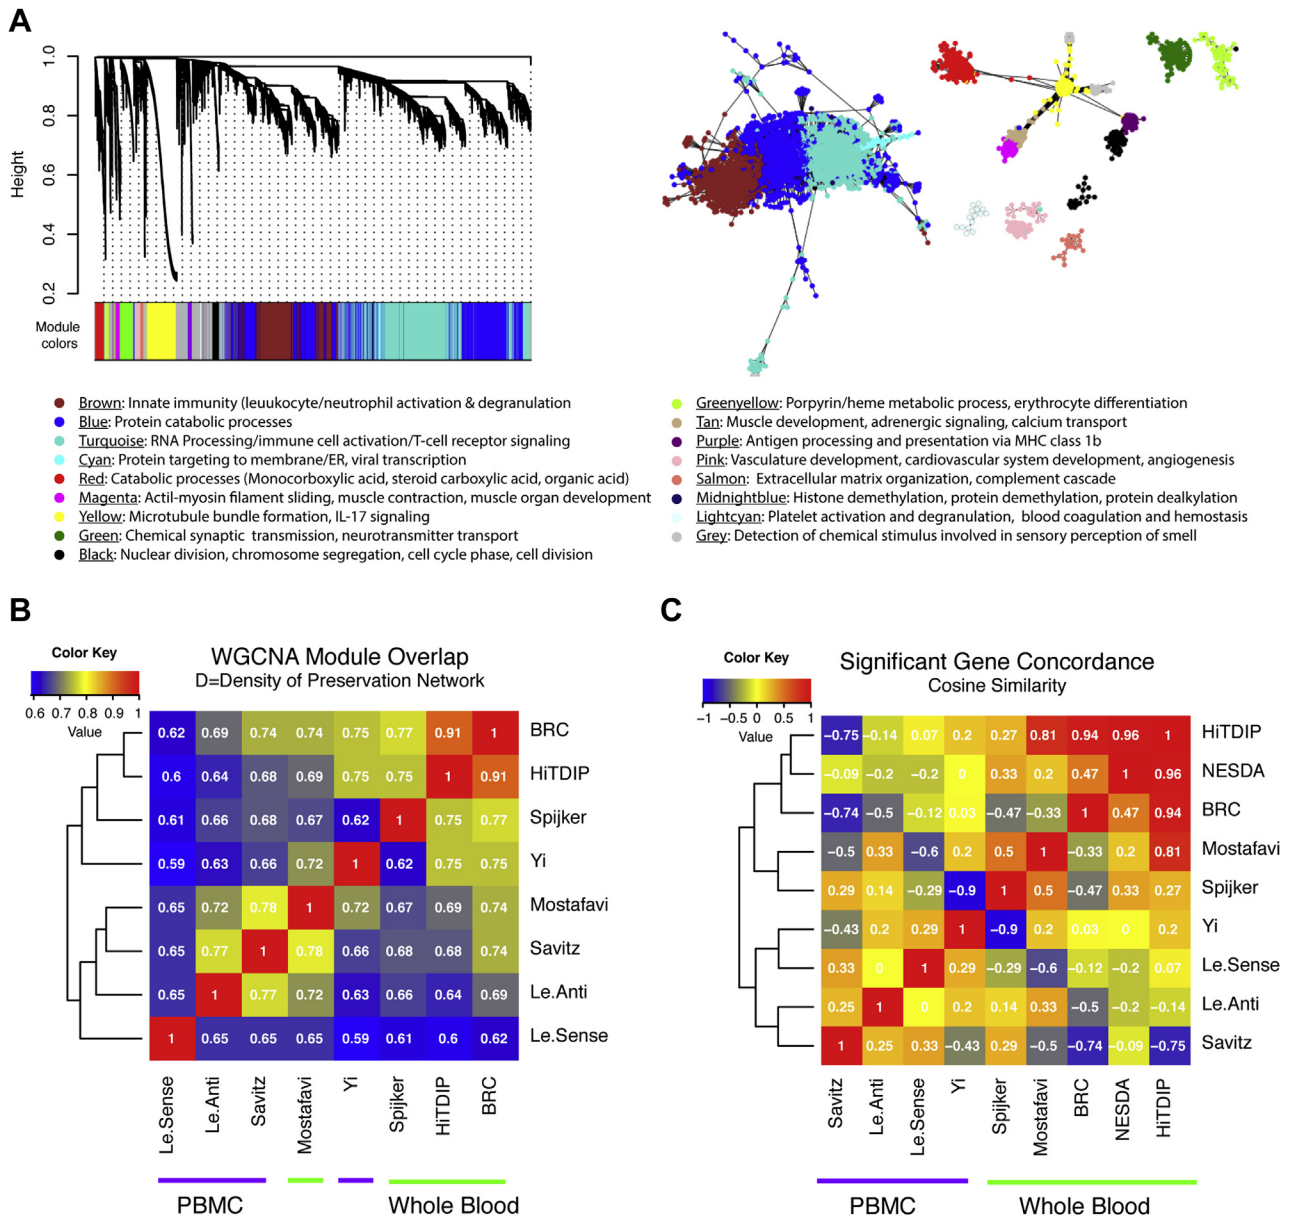 A
Height
1.0
0.8
0.6
0.4
0.2
Module
colors
Brown: Innate immunity (leuukocyte/neutrophil activation & degranulation
Blue: Protein catabolic processes
Turquoise: RNA Processing/immune cell activation/T-cell receptor signaling
Cyan: Protein targeting to membrane/ER, viral transcription
Red: Catabolic processes (Monocorboxylic acid, steroid carboxylic acid, organic acid)
Magenta: Actil-myosin filament sliding, muscle contraction, muscle organ development
Yellow: Microtubule bundle formation, IL-17 signaling
Green: Chemical synaptic transmission, neurotransmitter transport
Black: Nuclear division, chromosome segregation, cell cycle phase, cell division
Greenyellow: Porpyrin/heme metabolic process, erythrocyte differentiation
Tan: Muscle development, adrenergic signaling, calcium transport
Purple: Antigen processing and presentation via MHC class 1b
Pink: Vasculature development, cardiovascular system development, angiogenesis
Salmon: Extracellular matrix organization, complement cascade
Midnightblue: Histone demethylation, protein demethylation, protein dealkylation
Lightcyan: Platelet activation and degranulation, blood coagulation and hemostasis
Grey: Detection of chemical stimulus involved in sensory perception of smell
B
Color Key
0.6 0.7 0.8 0.9 1
Value
WGCNA Module Overlap
D=Density of Preservation Network
0.62 0.69 0.74 0.74 0.75 0.77 0.91 1 BRC
0.6 0.64 0.68 0.69 0.75 0.75 1 0.91 HiTDIP
0.61 0.66 0.68 0.67 0.62 1 0.75 0.77 Spijker
0.59 0.63 0.66 0.72 1 0.62 0.75 0.75 Yi
0.65 0.72 0.78 1 0.72 0.67 0.69 0.74 Mostafavi
0.65 0.77 1 0.78 0.66 0.68 0.68 0.74 Savitz
0.65 1 0.77 0.72 0.63 0.66 0.64 0.69 Le.Anti
1 0.65 0.65 0.65 0.59 0.61 0.6 0.62 Le.Sense
Le.Sense Le.Anti Savitz Mostafavi Yi Spijker HiTDIP BRC
PBMC Whole Blood
C
Color Key
−1 −0.5 0 0.5 1
Value
Significant Gene Concordance
Cosine Similarity
−0.75 −0.14 0.07 0.2 0.27 0.81 0.94 0.96 1 HiTDIP
−0.09 −0.2 −0.2 0 0.33 0.2 0.47 1 0.96 NESDA
−0.74 −0.5 −0.12 0.03 −0.47 −0.33 1 0.47 0.94 BRC
−0.5 0.33 −0.6 0.2 0.5 1 −0.33 0.2 0.81 Mostafavi
0.29 0.14 −0.29 −0.9 1 0.5 −0.47 0.33 0.27 Spijker
−0.43 0.2 0.29 1 −0.9 0.2 0.03 0 0.2 Yi
0.33 0 1 0.29 −0.29 −0.6 −0.12 −0.2 0.07 Le.Sense
0.25 1 0 0.2 0.14 0.33 −0.5 −0.2 −0.14 Le.Anti
1 0.25 0.33 −0.43 0.29 −0.5 −0.74 −0.09 −0.75 Savitz
Savitz Le.Anti Le.Sense Yi Spijker Mostafavi BRC NESDA HiTDIP
PBMC Whole Blood